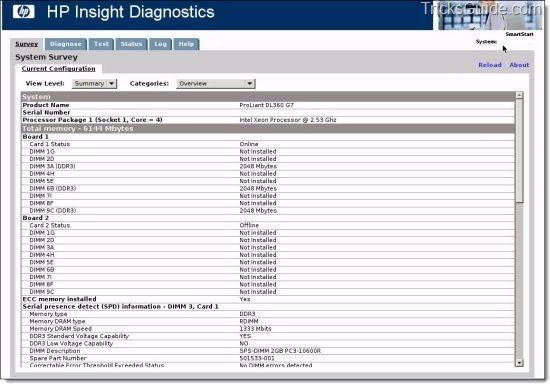 hp
HP Insight Diagnostics
TricksGuide.com
SmartStart
System:
Survey Diagnose Test Status Log Help
System Survey
Reload About
Current Configuration
View Level: Summary Categories: Overview
System
Product Name ProLiant DL360 G7
Serial Number
Processor Package 1 (Socket 1, Core = 4) Intel Xeon Processor @ 2.53 Ghz
Total memory - 6144 Mbytes
Board 1
Card 1 Status Online
DIMM 1G Not Installed
DIMM 2D Not Installed
DIMM 3A (DDR3) 2048 Mbytes
DIMM 4H Not Installed
DIMM 5E Not Installed
DIMM 6B (DDR3) 2048 Mbytes
DIMM 7I Not Installed
DIMM 8F Not Installed
DIMM 9C (DDR3) 2048 Mbytes
Board 2
Card 2 Status Offline
DIMM 1G Not Installed
DIMM 2D Not Installed
DIMM 3A Not Installed
DIMM 4H Not Installed
DIMM 5E Not Installed
DIMM 6B Not Installed
DIMM 7I Not Installed
DIMM 8F Not Installed
DIMM 9C Not Installed
ECC memory installed Yes
Serial presence detect (SPD) information - DIMM 3, Card 1
Memory type DDR3
Memory DRAM type RDIMM
Memory DRAM Speed 1333 Mbits
DDR3 Standard Voltage Capability YES
DDR3 Low Voltage Capability NO
DIMM Description SPS-DIMM 2GB PC3-10600R
Spare Part Number 501533-001
Correctable Error Threshold Exceeded Status No DIMM errors detected